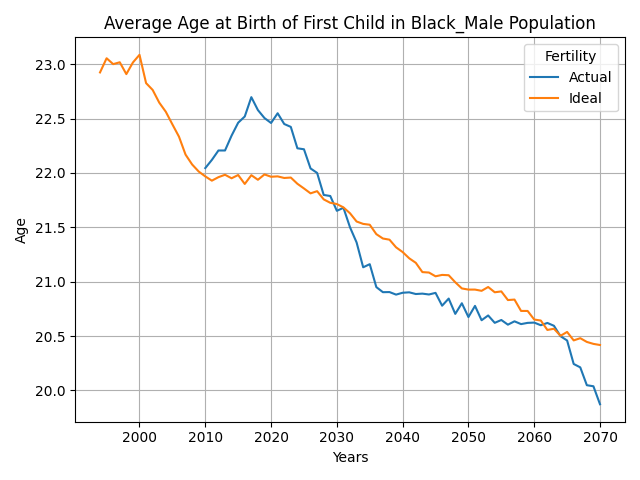 Average Age at Birth of First Child in Black_Male Population
Fertility
Actual
Ideal
23.0
22.5
22.0
21.5
21.0
20.5
20.0
Age
2000
2010
2020
2030
2040
2050
2060
2070
Years